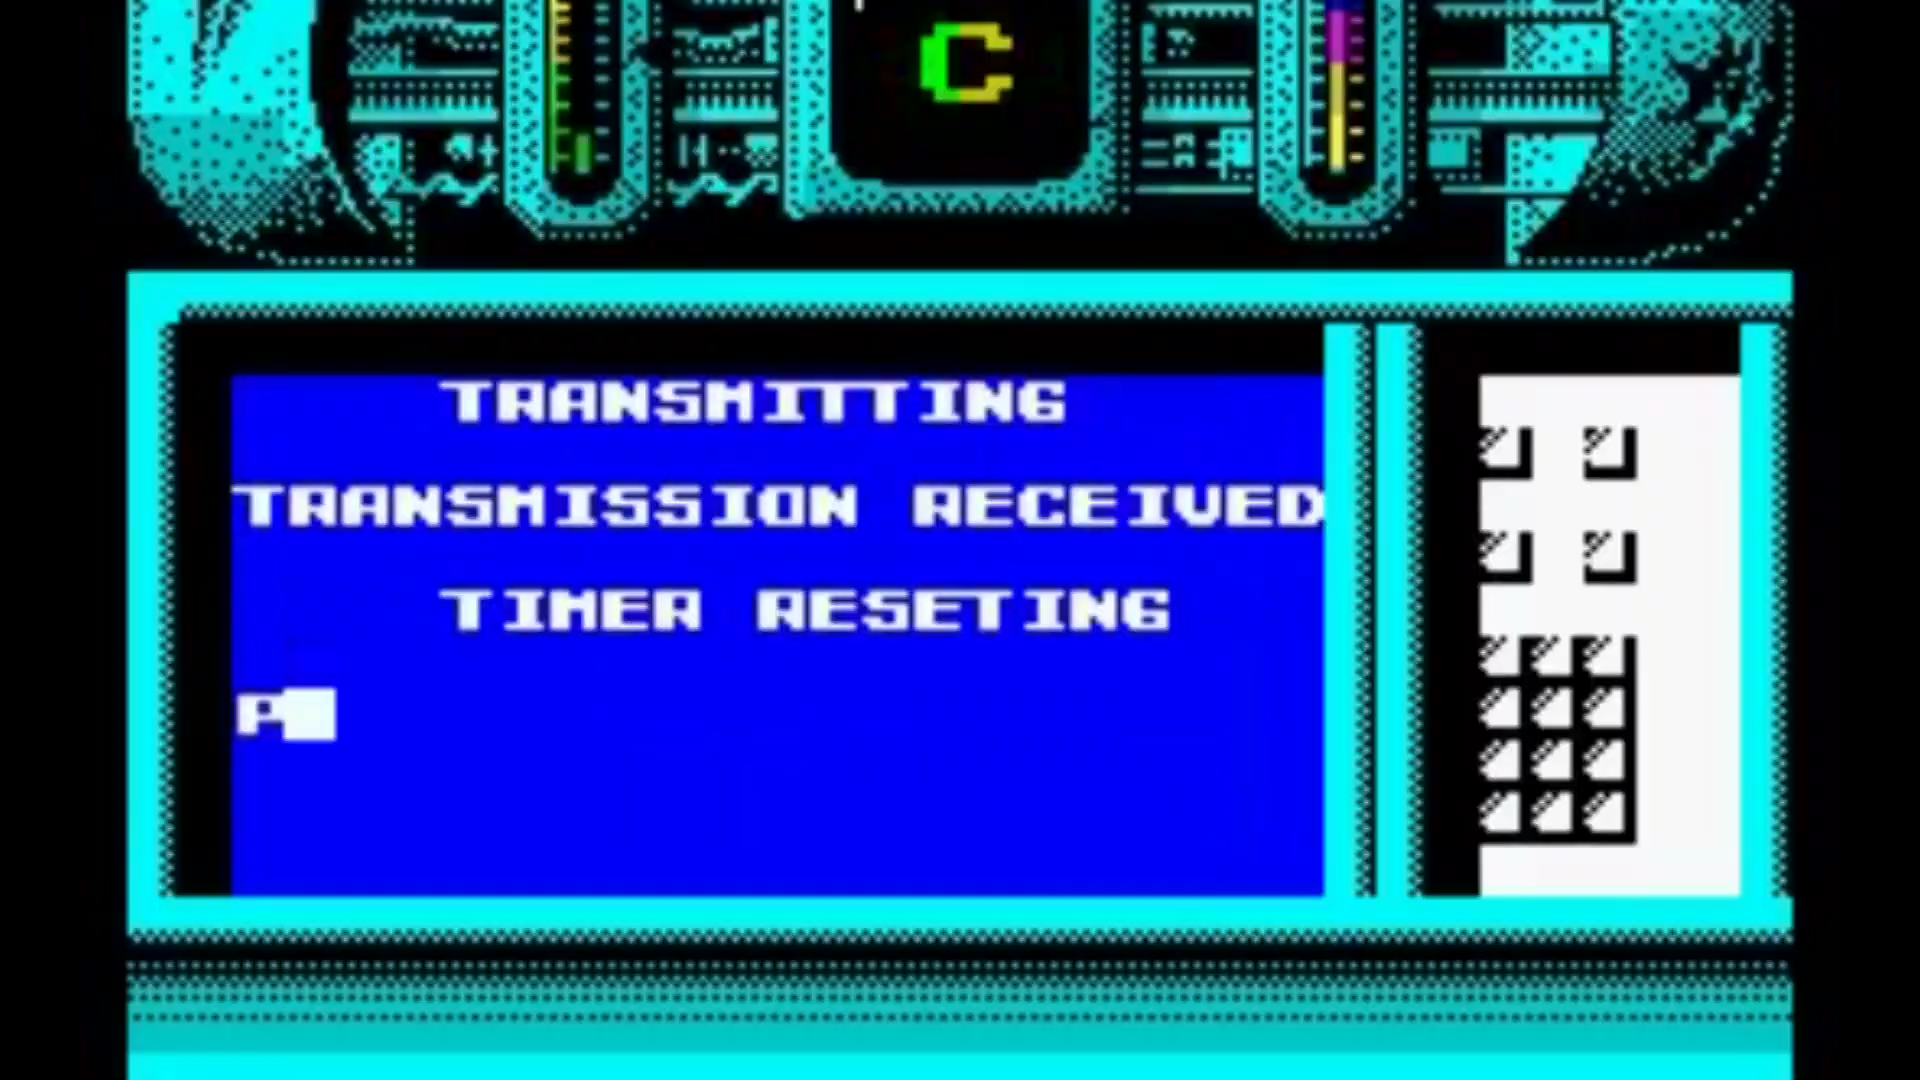 C
TRANSMITTING
TRANSMISSION RECEIVED
TIMER RESETING
P